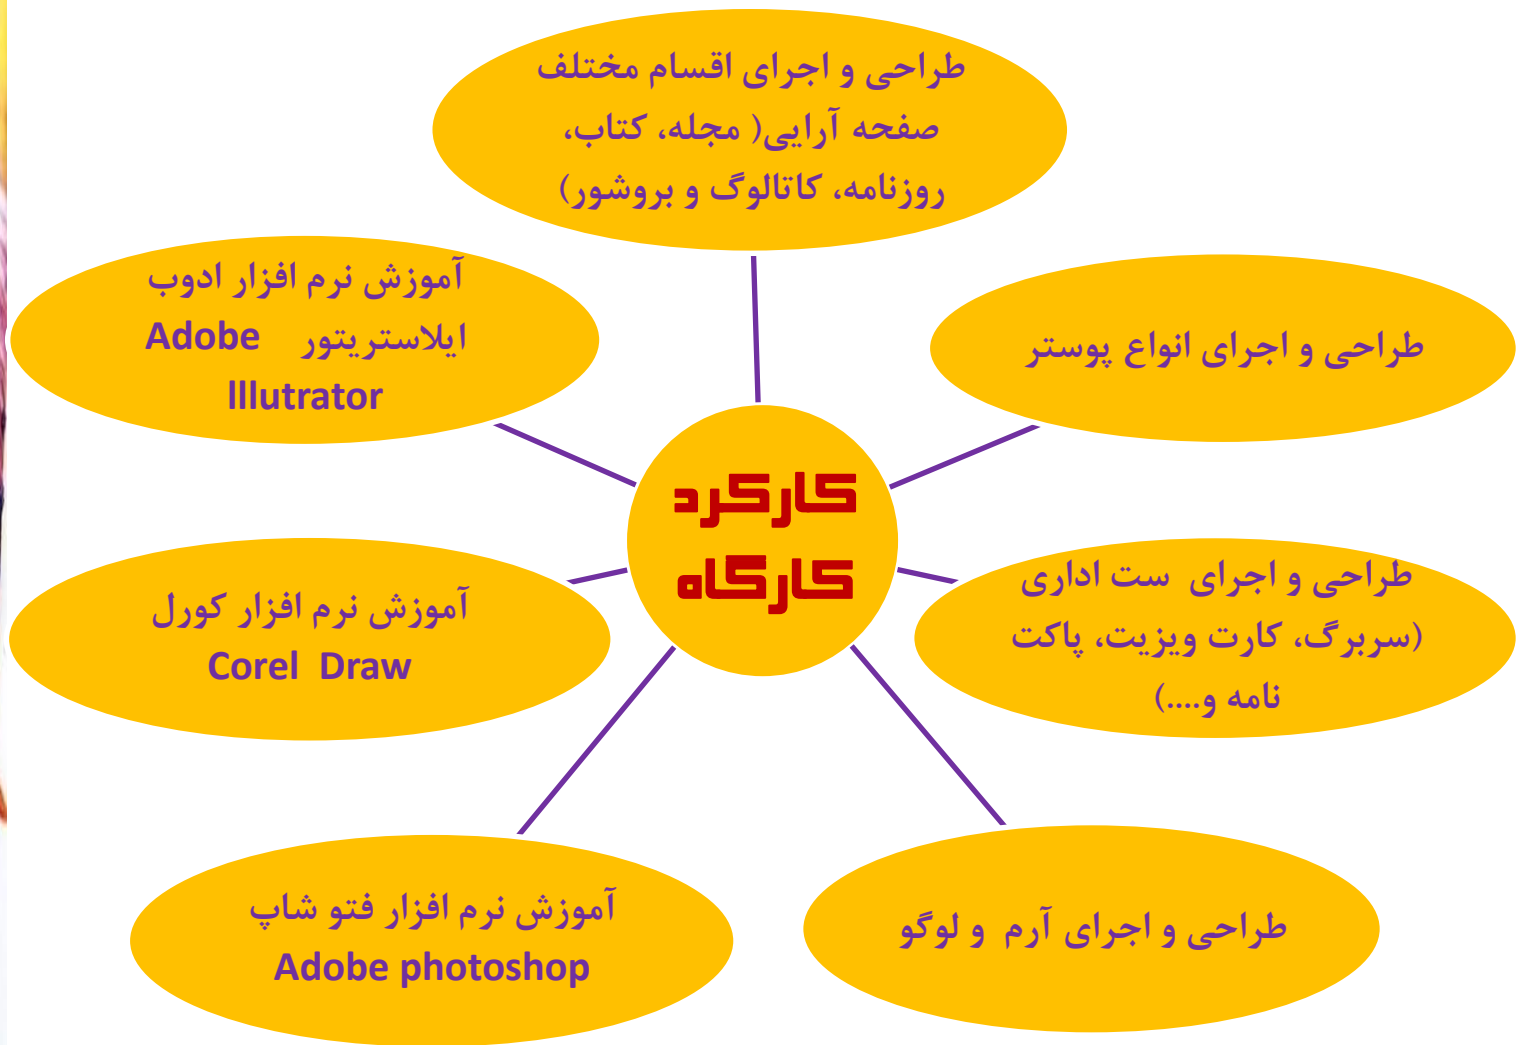 طراحی و اجرای اقسام مختلف
صفحه آرایی( مجله، کتاب،
روزنامه، کاتالوگ و بروشور)
طراحی و اجرای انواع پوستر
طراحی و اجرای ست اداری
(سربرگ، کارت ویزیت، پاکت
نامه و....)
طراحی و اجرای آرم و لوگو
آموزش نرم افزار فتو شاپ
Adobe photoshop
آموزش نرم افزار کورل
Corel Draw
آموزش نرم افزار ادوب
ایلاستریتور Adobe
lllutrator
کارکرد
کارگاه